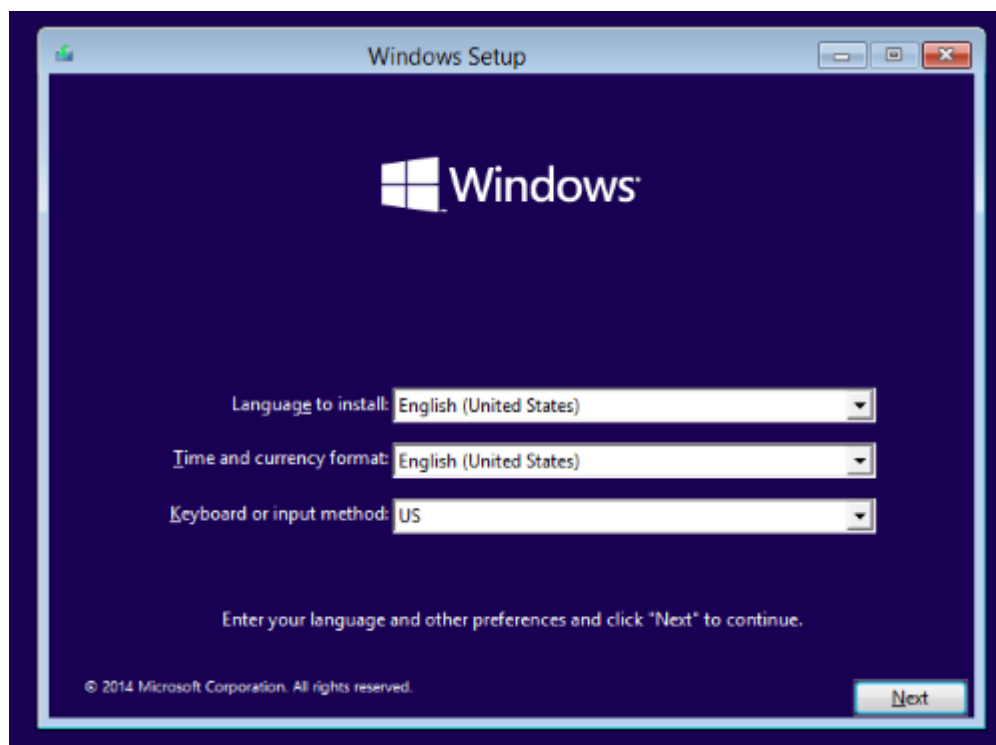 Windows Setup
Windows
Language to install: English (United States)
Time and currency format: English (United States)
Keyboard or input method: US
Enter your language and other preferences and click "Next" to continue.
© 2014 Microsoft Corporation. All rights reserved.
Next